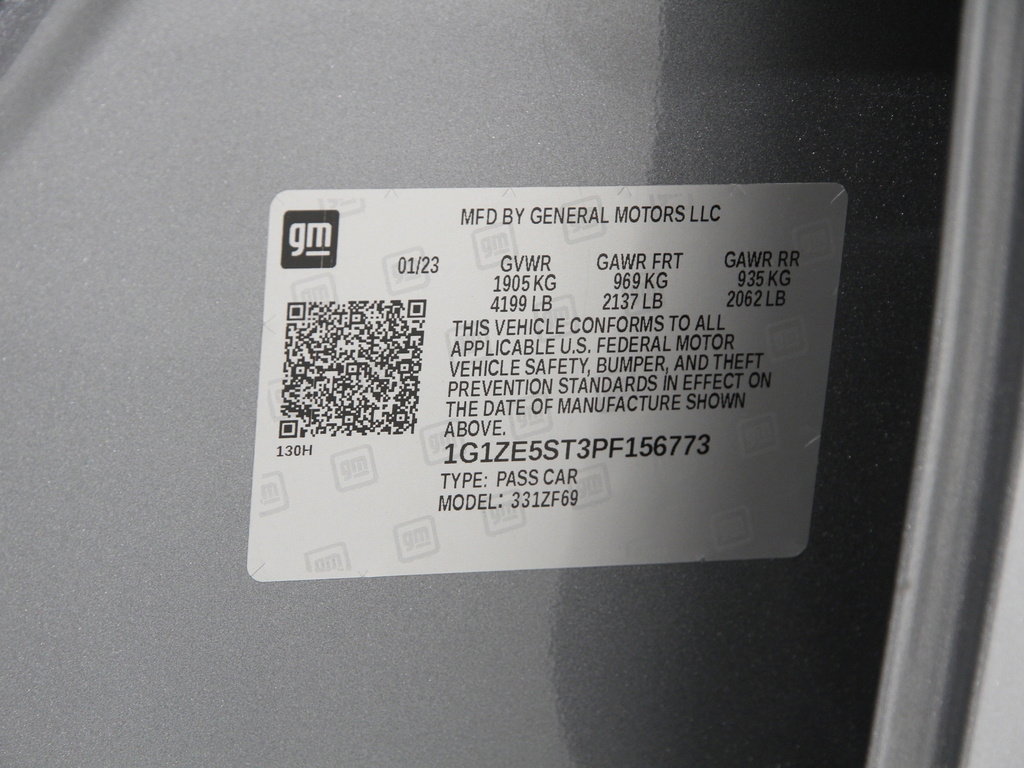 gm
MFD BY GENERAL MOTORS LLC
01/23
GVWR GAWR FRT GAWR RR
1905 KG 969 KG 935 KG
4199 LB 2137 LB 2062 LB
THIS VEHICLE CONFORMS TO ALL
APPLICABLE U.S. FEDERAL MOTOR
VEHICLE SAFETY, BUMPER, AND THEFT
PREVENTION STANDARDS IN EFFECT ON
THE DATE OF MANUFACTURE SHOWN
ABOVE.
130H
1G1ZE5ST3PF156773
TYPE: PASS CAR
MODEL: 331ZF69